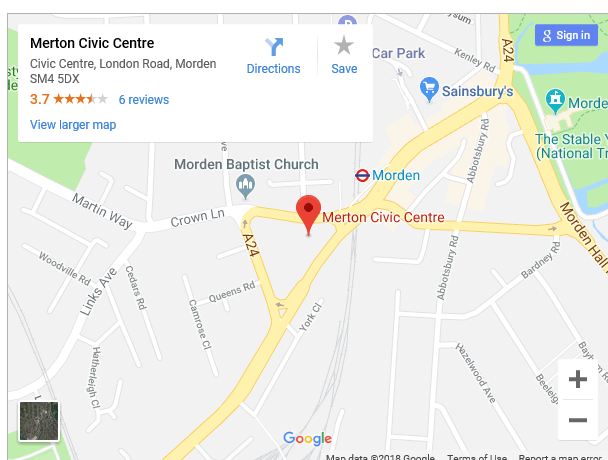 Merton Civic Centre
Civic Centre, London Road, Morden
SM4 5DX
3.7 6 reviews
View larger map
Directions
Save
Sign in
Car Park
Kenley Rd
A24
Sainsbury's
Morden
The Stable
(National Tr
Abbotsbury Rd
Morden Baptist Church
Morden
Martin Way
Crown Ln
Merton Civic Centre
A24
Morden Hall
Woodville Rd
Links Ave
Cedars Rd
Queens Rd
Camrose Cl
York Cl
Abbotsbury Rd
Bardney Rd
Hatherleigh Cl
Hazelwood Ave
Google
Map data ©2018 Google Terms of Use Report a map error